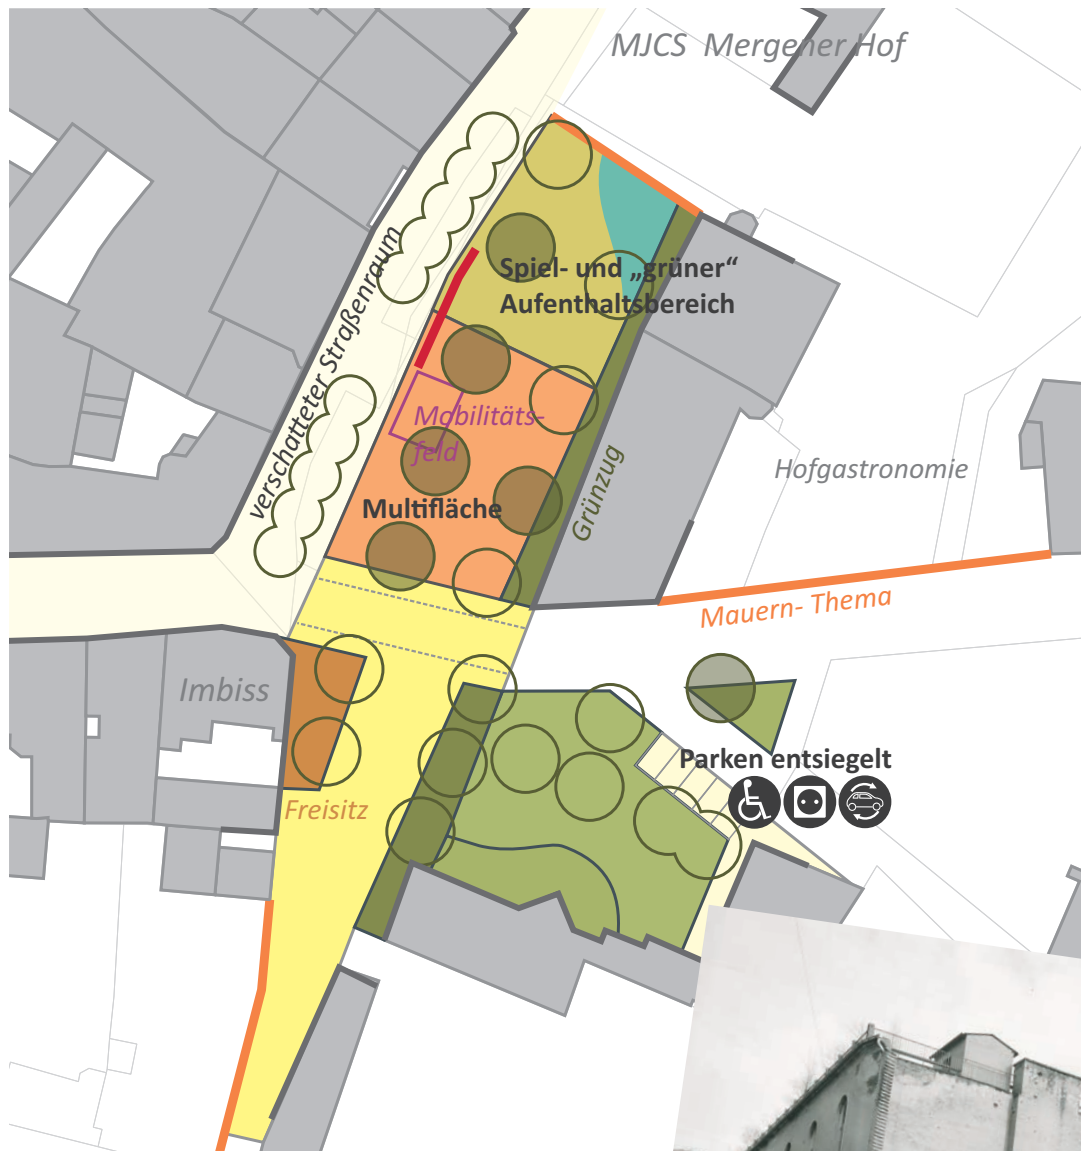 MJCS Mergener Hof
verschatteter Straßenraum
Spiel- und „grüner“
Aufenthaltsbereich
Mobilitäts-
feld
Multifläche
Grünzug
Hofgastronomie
Mauern- Thema
Imbiss
Freisitz
Parken entsiegelt